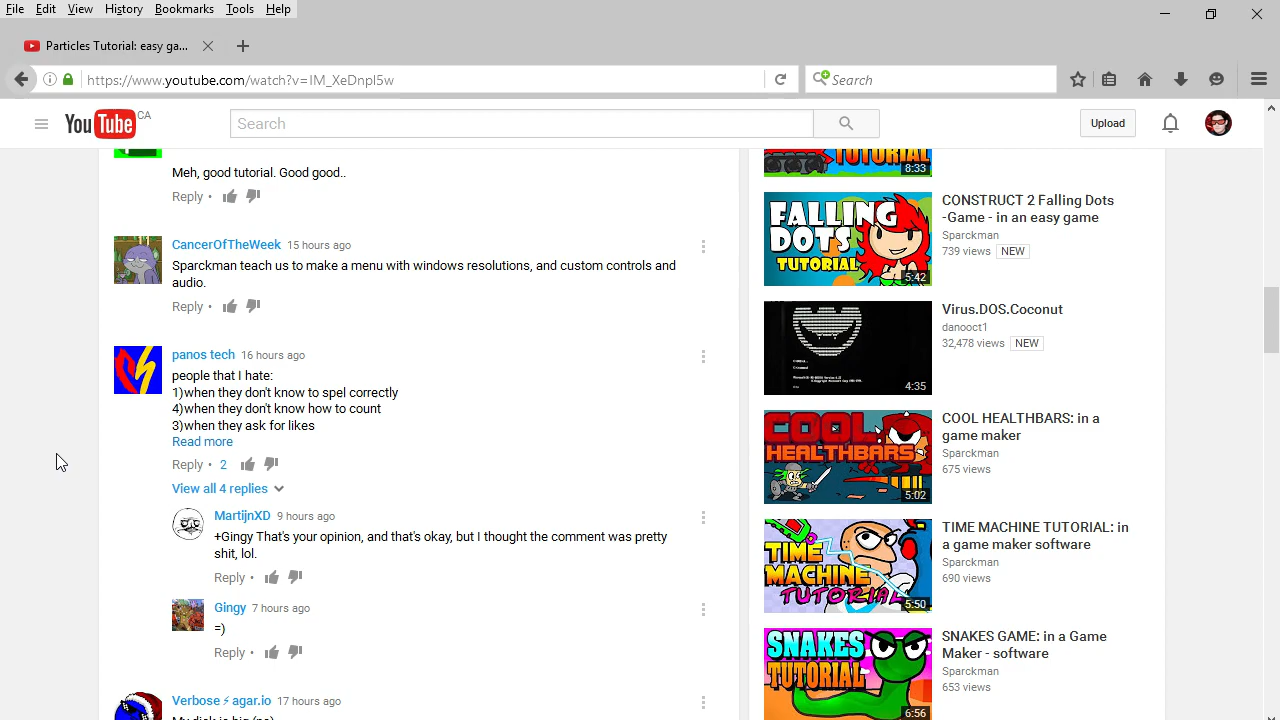 File Edit View History Bookmarks Tools Help
Particles Tutorial: easy ga...
https://www.youtube.com/watch?v=IM_XeDnpl5w
Search
YouTube CA
Search
Upload
Meh, good tutorial. Good good..
Reply •
CancerOfTheWeek 15 hours ago
Sparckman teach us to make a menu with windows resolutions, and custom controls and
audio.
Reply •
panos tech 16 hours ago
people that I hate
1)when they don't know to spel correctly
4)when they don't know how to count
3)when they ask for likes
Read more
Reply • 2
View all 4 replies
MartijnXD 9 hours ago
+Gingy That's your opinion, and that's okay, but I thought the comment was pretty
shit, lol.
Reply •
Gingy 7 hours ago
=)
Reply •
Verbose ⚡ agar.io 17 hours ago
TUTORIAL
8:33
FALLING
DOTS
TUTORIAL
5:42
CONSTRUCT 2 Falling Dots
-Game - in an easy game
Sparckman
739 views NEW
4:35
Virus.DOS.Coconut
danooct1
32,478 views NEW
COOL
HEALTHBARS
5:02
COOL HEALTHBARS: in a
game maker
Sparckman
675 views
TIME
MACHINE
TUTORIAL
5:50
TIME MACHINE TUTORIAL: in
a game maker software
Sparckman
690 views
SNAKES
TUTORIAL
6:56
SNAKES GAME: in a Game
Maker - software
Sparckman
653 views